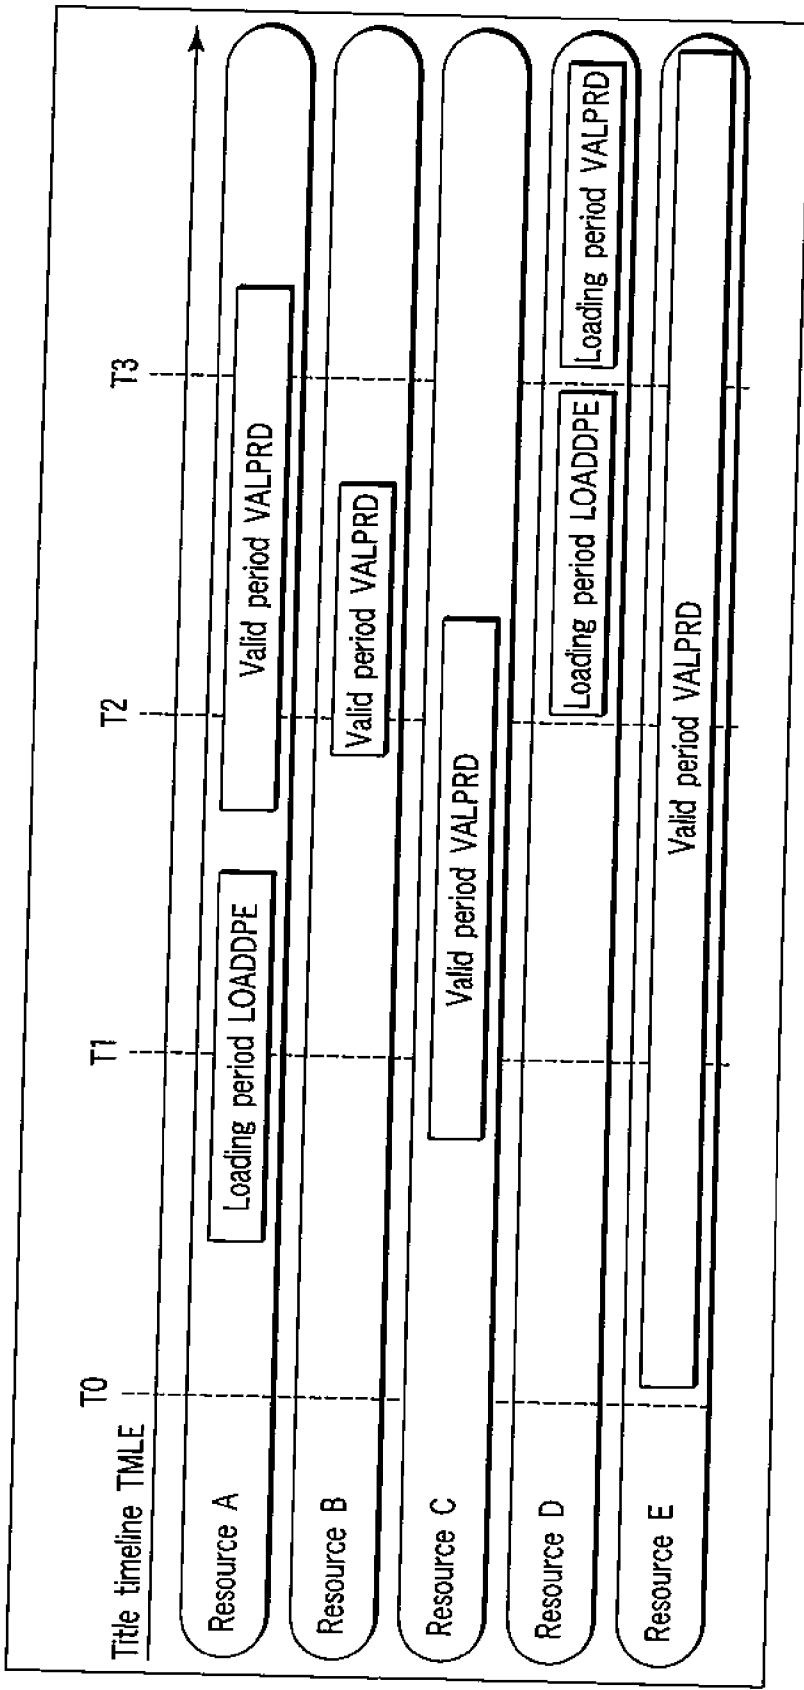 Title timeline TMLE
T0
T1
T2
T3
Resource A
Loading period LOADDPE
Valid period VALPRD
Resource B
Valid period VALPRD
Resource C
Valid period VALPRD
Resource D
Loading period LOADDPE
Loading period VALPRD
Resource E
Valid period VALPRD